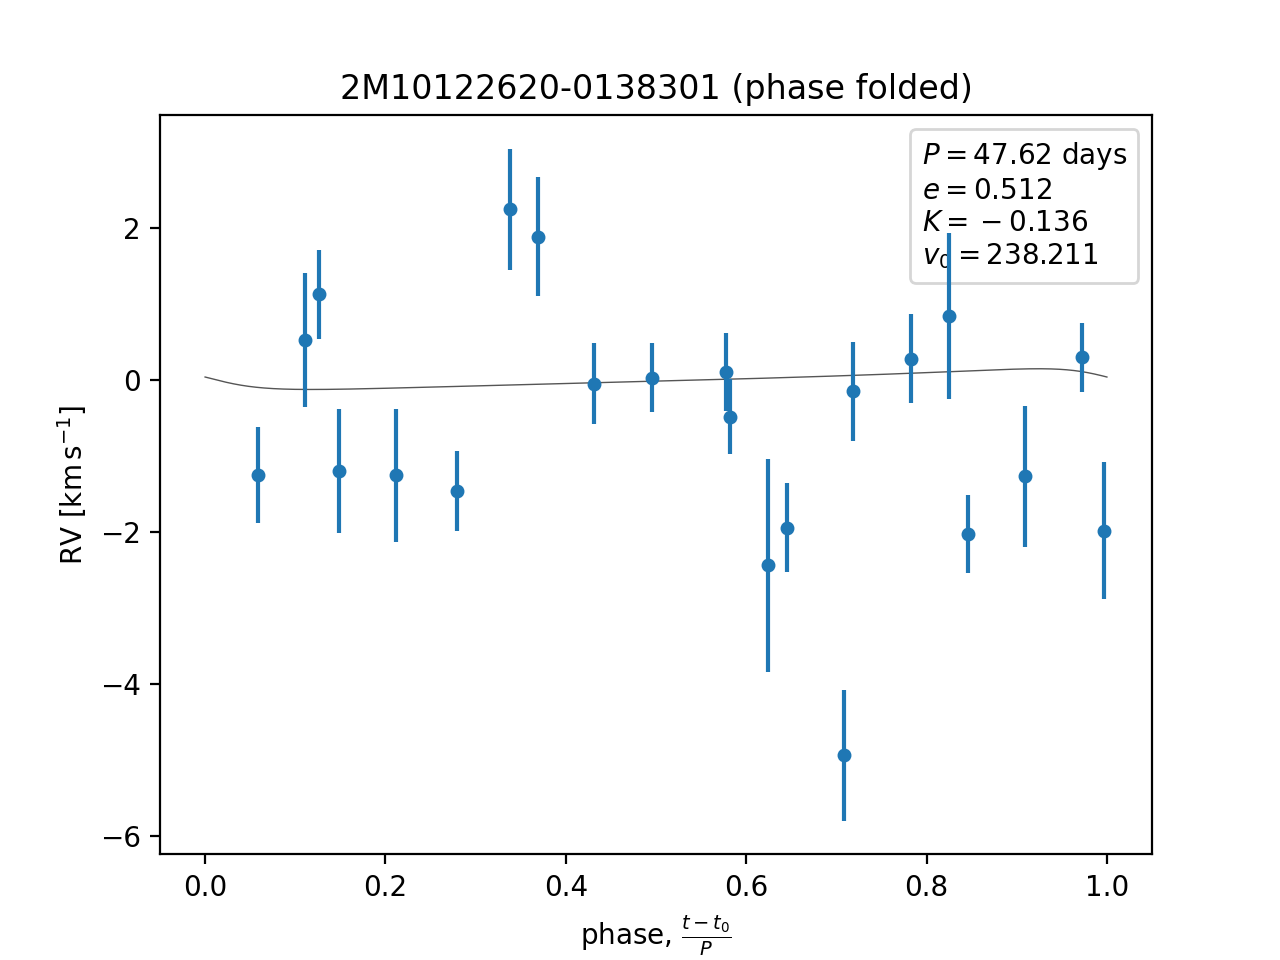 2M10122620-0138301 (phase folded)
P = 47.62 days
e = 0.512
K = −0.136
v₀ = 238.211
2
0
−2
−4
−6
RV [km s⁻¹]
0.0 0.2 0.4 0.6 0.8 1.0
phase, (t − t₀)/P